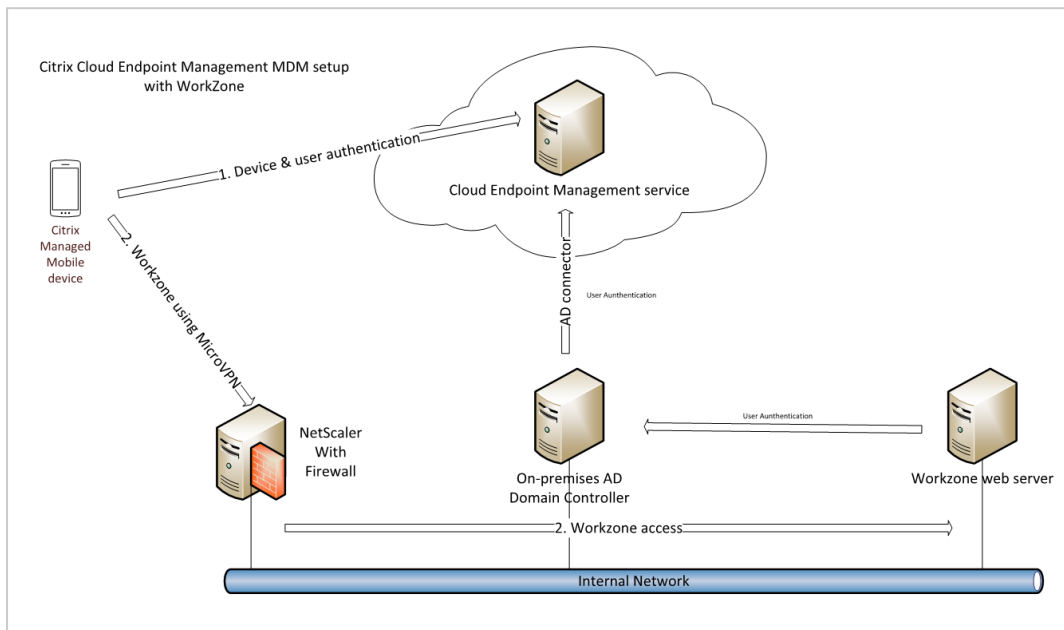 Citrix Cloud Endpoint Management MDM setup
with WorkZone
1. Device & user authentication
Cloud Endpoint Management service
Citrix
Managed
Mobile
device
2. Workzone using MicroVPN
AD connector
User Aunthentication
NetScaler
With
Firewall
On-premises AD
Domain Controller
User Aunthentication
Workzone web server
2. Workzone access
Internal Network